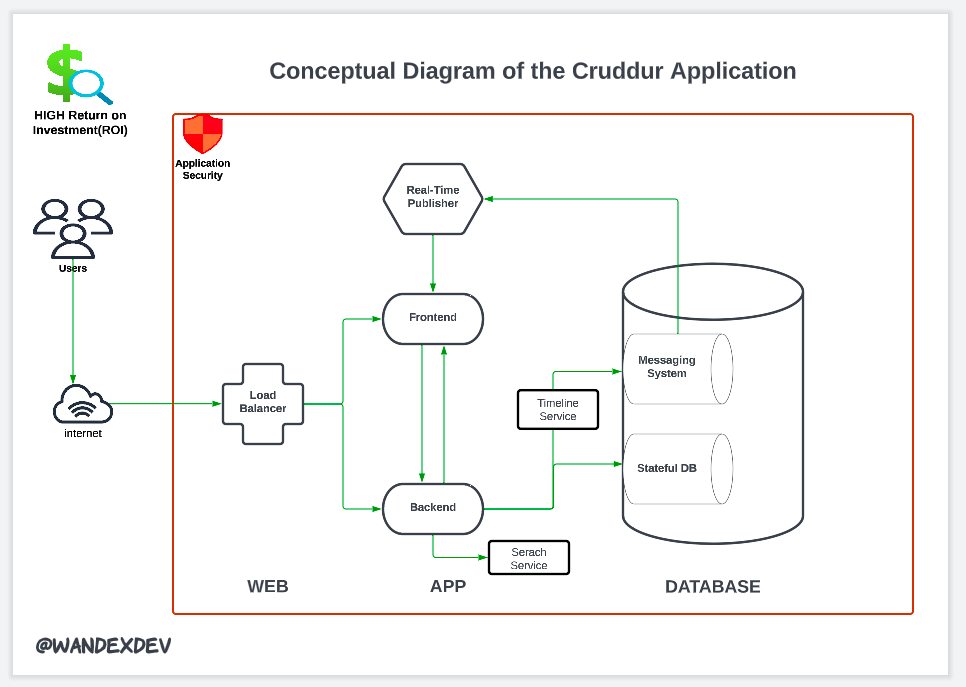 Conceptual Diagram of the Cruddur Application
HIGH Return on
Investment(ROI)
Application
Security
Users
internet
Real-Time
Publisher
Frontend
Load
Balancer
Messaging
System
Timeline
Service
Stateful DB
Backend
Serach
Service
WEB
APP
DATABASE
@WANDEXDEV